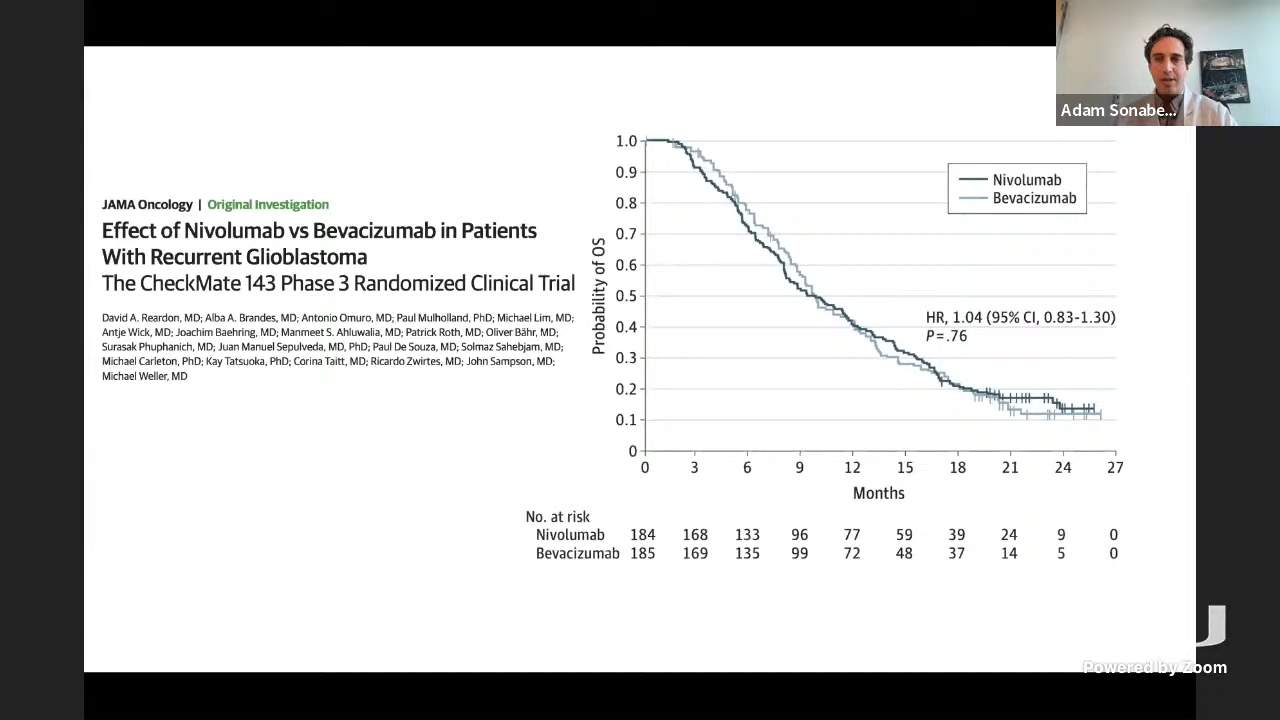 Adam Sonabe...
JAMA Oncology | Original Investigation
Effect of Nivolumab vs Bevacizumab in Patients
With Recurrent Glioblastoma
The CheckMate 143 Phase 3 Randomized Clinical Trial
David A. Reardon, MD; Alba A. Brandes, MD; Antonio Omuro, MD; Paul Mulholland, PhD; Michael Lim, MD;
Antje Wick, MD; Joachim Baehring, MD; Manmeet S. Ahluwalia, MD; Patrick Roth, MD; Oliver Bähr, MD;
Surasak Phuphanich, MD; Juan Manuel Sepulveda, MD, PhD; Paul De Souza, MD; Solmaz Sahebjam, MD;
Michael Carleton, PhD; Kay Tatsuoka, PhD; Corina Taitt, MD; Ricardo Zwirtes, MD; John Sampson, MD;
Michael Weller, MD
Probability of OS
1.0
0.9
0.8
0.7
0.6
0.5
0.4
0.3
0.2
0.1
0
Nivolumab
Bevacizumab
HR, 1.04 (95% CI, 0.83-1.30)
P = .76
0 3 6 9 12 15 18 21 24 27
Months
No. at risk
Nivolumab 184 168 133 96 77 59 39 24 9 0
Bevacizumab 185 169 135 99 72 48 37 14 5 0
Powered by Zoom